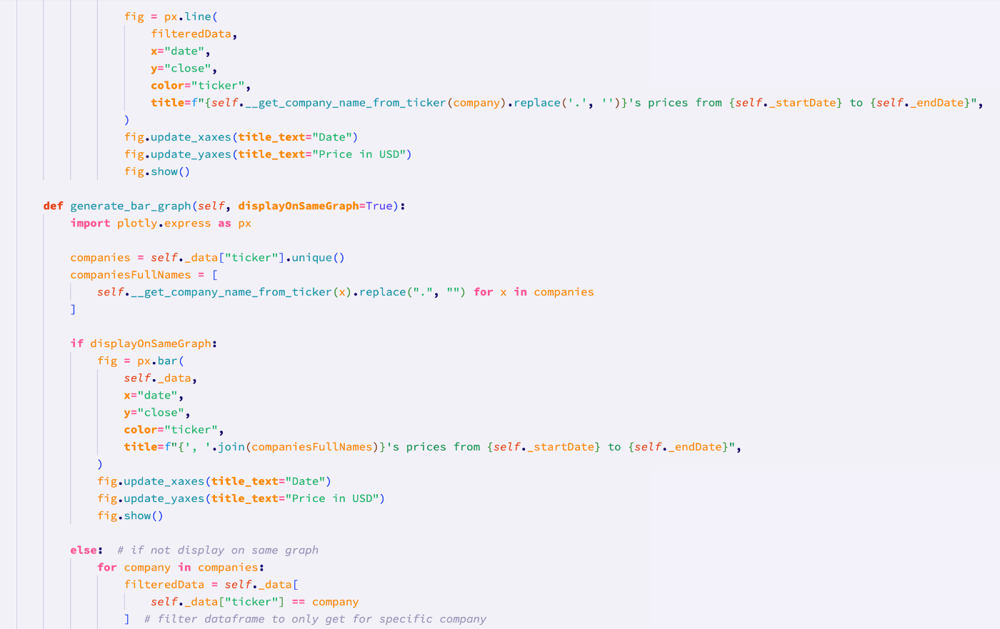 fig = px.line(
filteredData,
x="date",
y="close",
color="ticker",
title=f"{self.__get_company_name_from_ticker(company).replace('.', '')}'s prices from {self._startDate} to {self._endDate}",
)
fig.update_xaxes(title_text="Date")
fig.update_yaxes(title_text="Price in USD")
fig.show()
def generate_bar_graph(self, displayOnSameGraph=True):
import plotly.express as px
companies = self._data["ticker"].unique()
companiesFullNames = [
self.__get_company_name_from_ticker(x).replace(".", "") for x in companies
]
if displayOnSameGraph:
fig = px.bar(
self._data,
x="date",
y="close",
color="ticker",
title=f"{', '.join(companiesFullNames)}'s prices from {self._startDate} to {self._endDate}",
)
fig.update_xaxes(title_text="Date")
fig.update_yaxes(title_text="Price in USD")
fig.show()
else:  # if not display on same graph
for company in companies:
filteredData = self._data[
self._data["ticker"] == company
]  # filter dataframe to only get for specific company